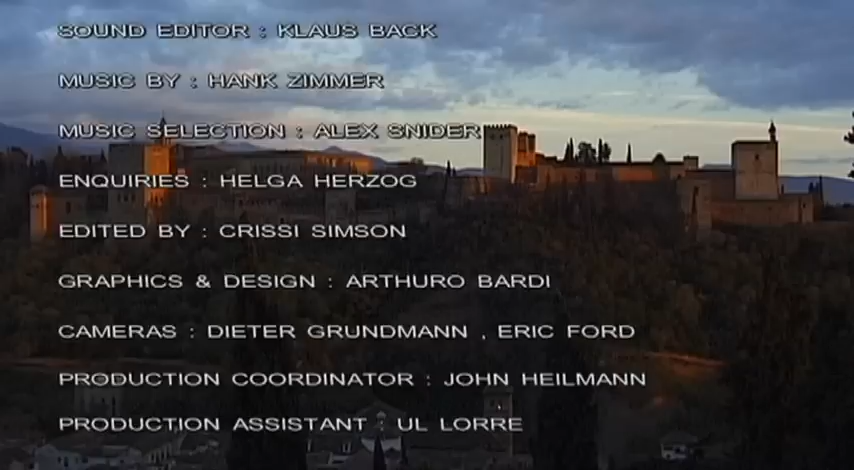 SOUND EDITOR : KLAUS BACK
MUSIC BY : HANK ZIMMER
MUSIC SELECTION : ALEX SNIDER
ENQUIRIES : HELGA HERZOG
EDITED BY : CRISSI SIMSON
GRAPHICS & DESIGN : ARTHURO BARDI
CAMERAS : DIETER GRUNDMANN , ERIC FORD
PRODUCTION COORDINATOR : JOHN HEILMANN
PRODUCTION ASSISTANT : UL LORRE